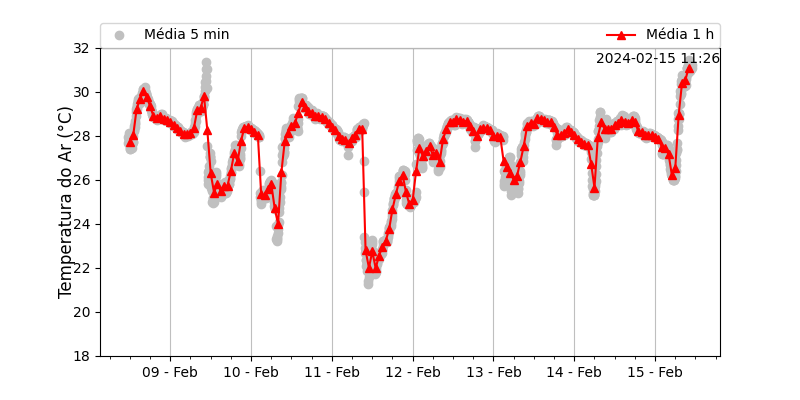 Média 5 min
Média 1 h
2024-02-15 11:26
Temperatura do Ar (°C)
32
30
28
26
24
22
20
18
09 - Feb
10 - Feb
11 - Feb
12 - Feb
13 - Feb
14 - Feb
15 - Feb